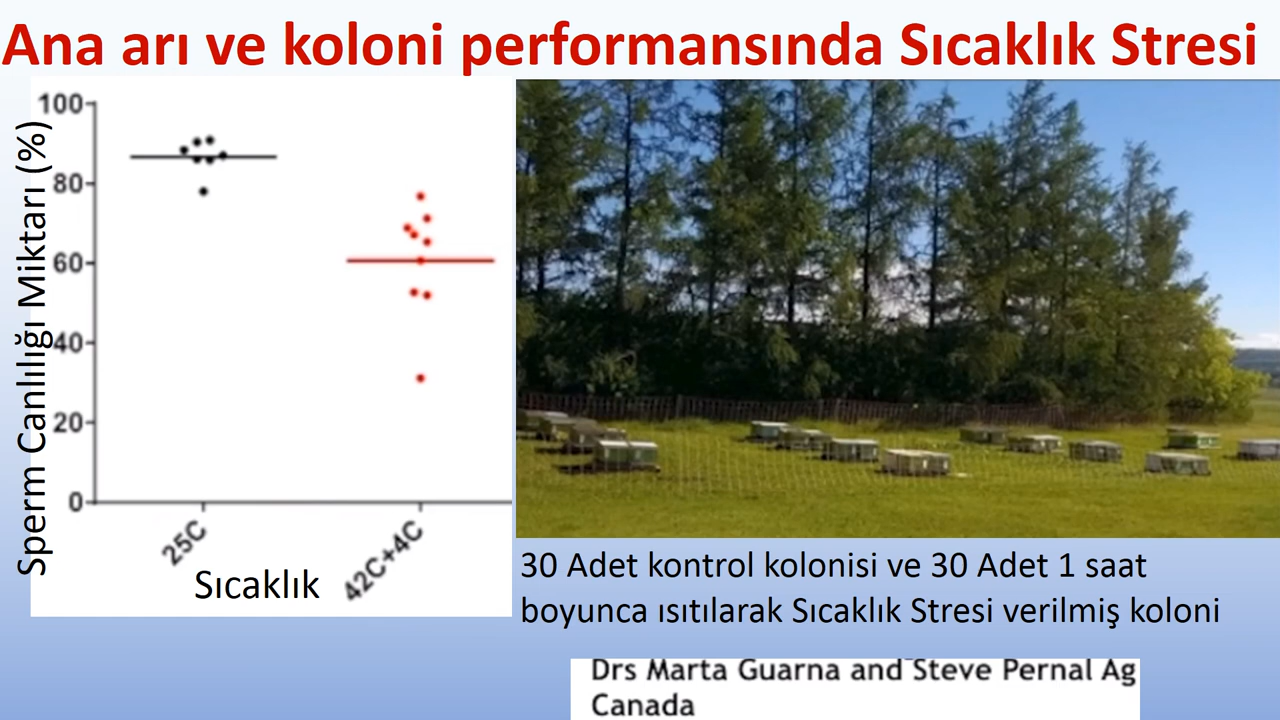 Ana arı ve koloni performansında Sıcaklık Stresi
Sperm Canlılığı Miktarı (%)
100
80
60
40
20
0
25C
42C+4C
Sıcaklık
30 Adet kontrol kolonisi ve 30 Adet 1 saat
boyunca ısıtılarak Sıcaklık Stresi verilmiş koloni
Drs Marta Guarna and Steve Pernal Ag
Canada